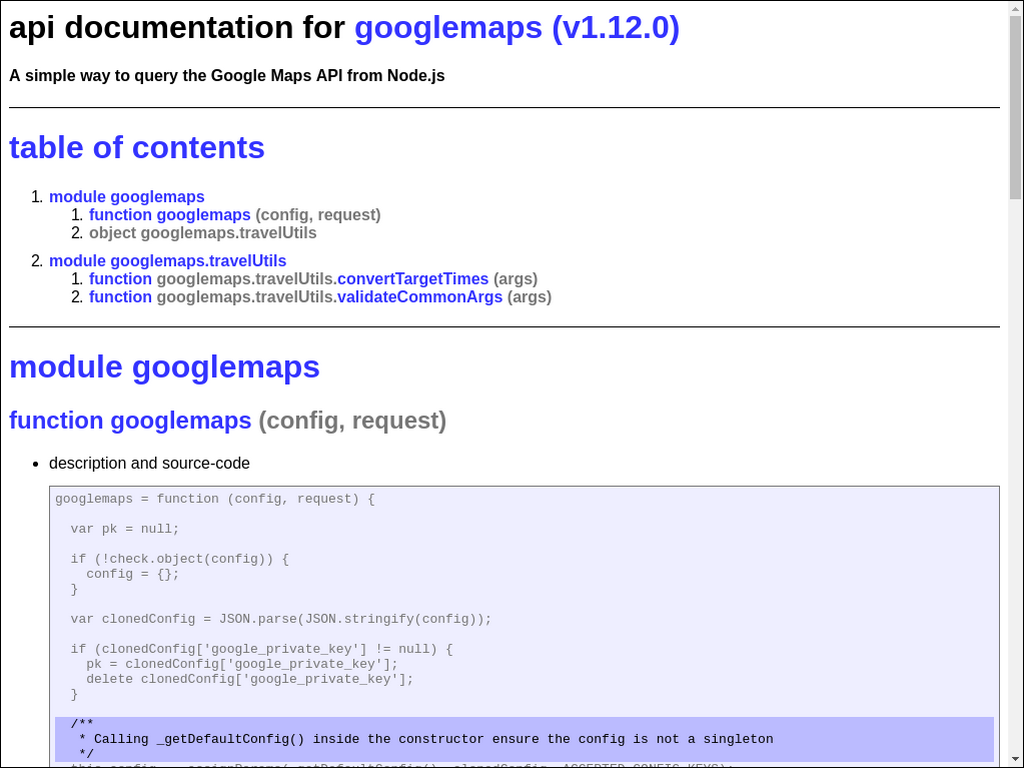 api documentation for googlemaps (v1.12.0)
A simple way to query the Google Maps API from Node.js
table of contents
1. module googlemaps
1. function googlemaps (config, request)
2. object googlemaps.travelUtils
2. module googlemaps.travelUtils
1. function googlemaps.travelUtils.convertTargetTimes (args)
2. function googlemaps.travelUtils.validateCommonArgs (args)
module googlemaps
function googlemaps (config, request)
• description and source-code
googlemaps = function (config, request) {
var pk = null;
if (!check.object(config)) {
config = {};
}
var clonedConfig = JSON.parse(JSON.stringify(config));
if (clonedConfig['google_private_key'] != null) {
pk = clonedConfig['google_private_key'];
delete clonedConfig['google_private_key'];
}
/**
* Calling _getDefaultConfig() inside the constructor ensure the config is not a singleton
*/